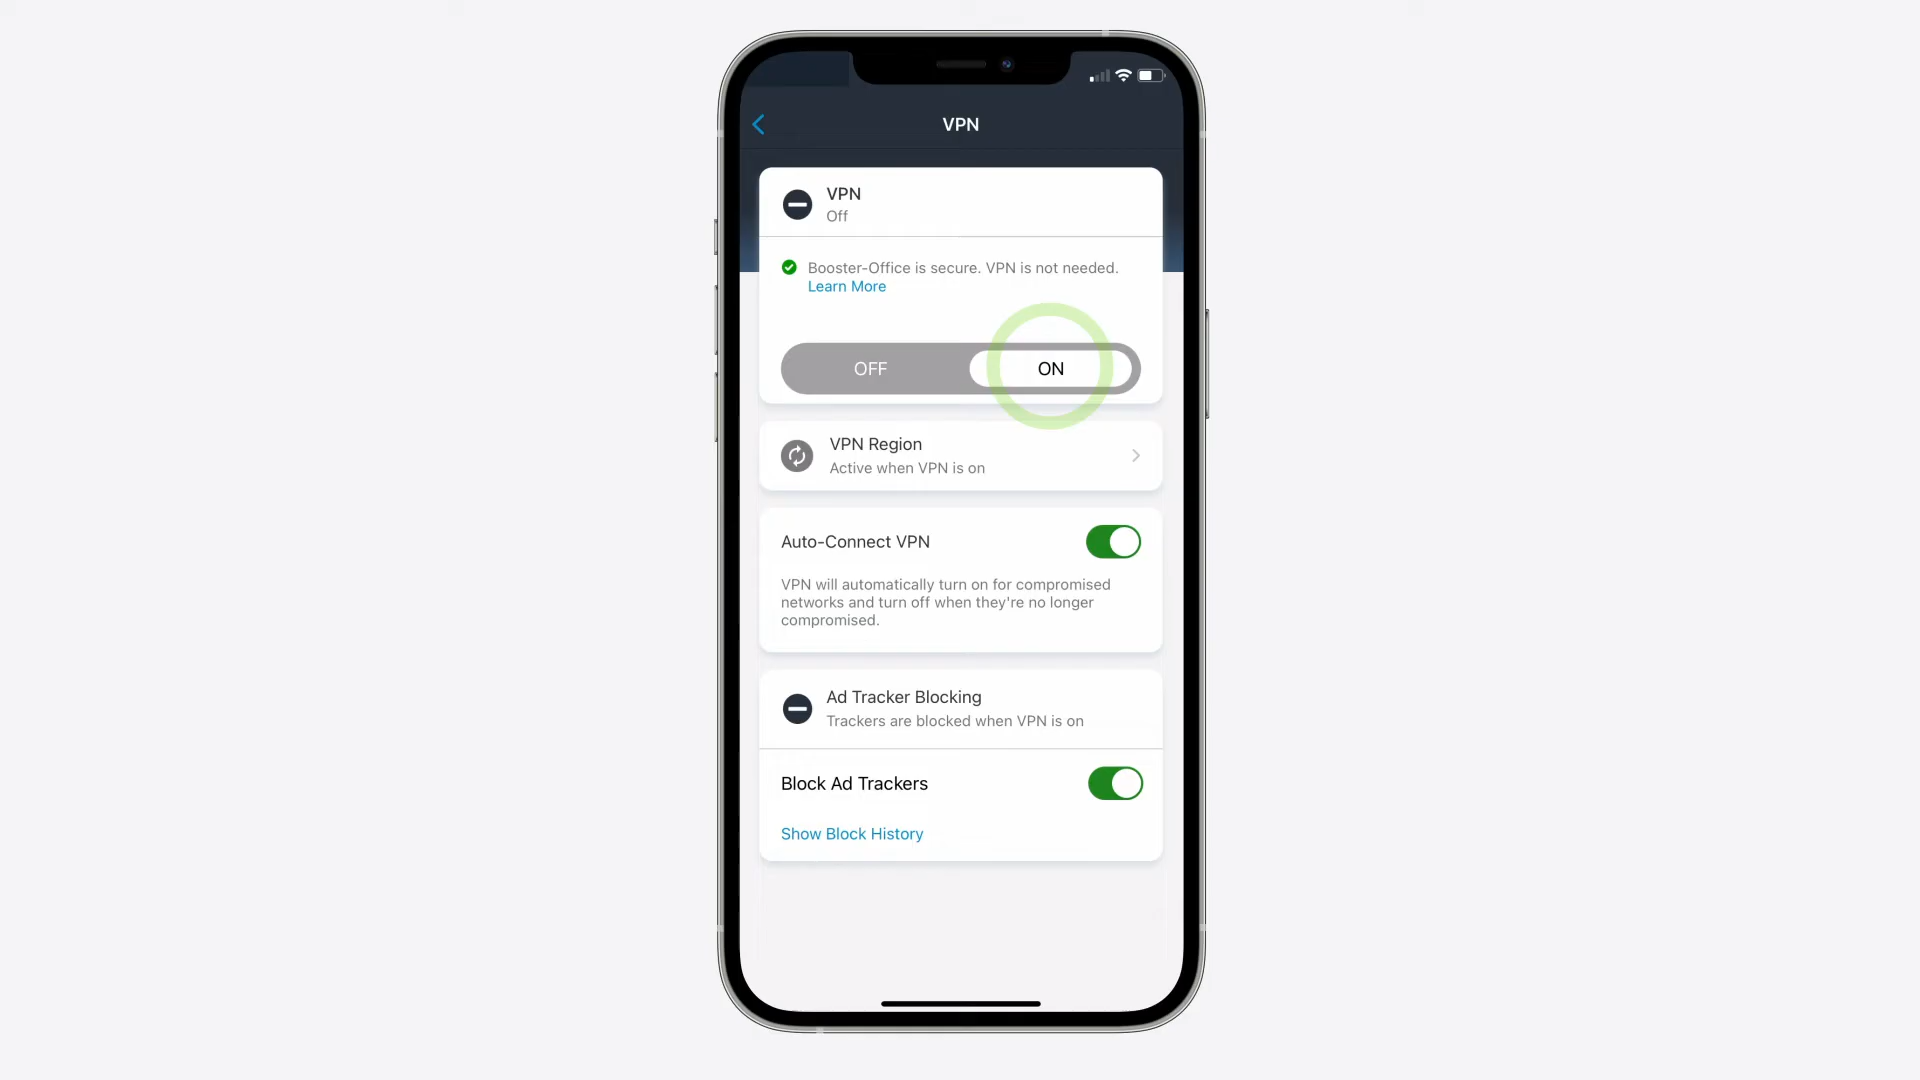 VPN
VPN
Off
Booster-Office is secure. VPN is not needed.
Learn More
OFF
ON
VPN Region
Active when VPN is on
Auto-Connect VPN
VPN will automatically turn on for compromised
networks and turn off when they're no longer
compromised.
Ad Tracker Blocking
Trackers are blocked when VPN is on
Block Ad Trackers
Show Block History